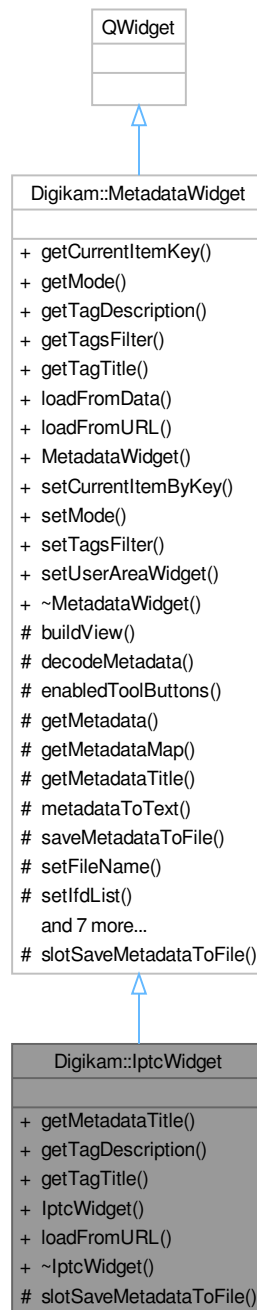 QWidget
Digikam::MetadataWidget
+ getCurrentItemKey()
+ getMode()
+ getTagDescription()
+ getTagsFilter()
+ getTagTitle()
+ loadFromData()
+ loadFromURL()
+ MetadataWidget()
+ setCurrentItemByKey()
+ setMode()
+ setTagsFilter()
+ setUserAreaWidget()
+ ~MetadataWidget()
# buildView()
# decodeMetadata()
# enabledToolButtons()
# getMetadata()
# getMetadataMap()
# getMetadataTitle()
# metadataToText()
# saveMetadataToFile()
# setFileName()
# setIfdList()
and 7 more...
# slotSaveMetadataToFile()
Digikam::IptcWidget
+ getMetadataTitle()
+ getTagDescription()
+ getTagTitle()
+ IptcWidget()
+ loadFromURL()
+ ~IptcWidget()
# slotSaveMetadataToFile()